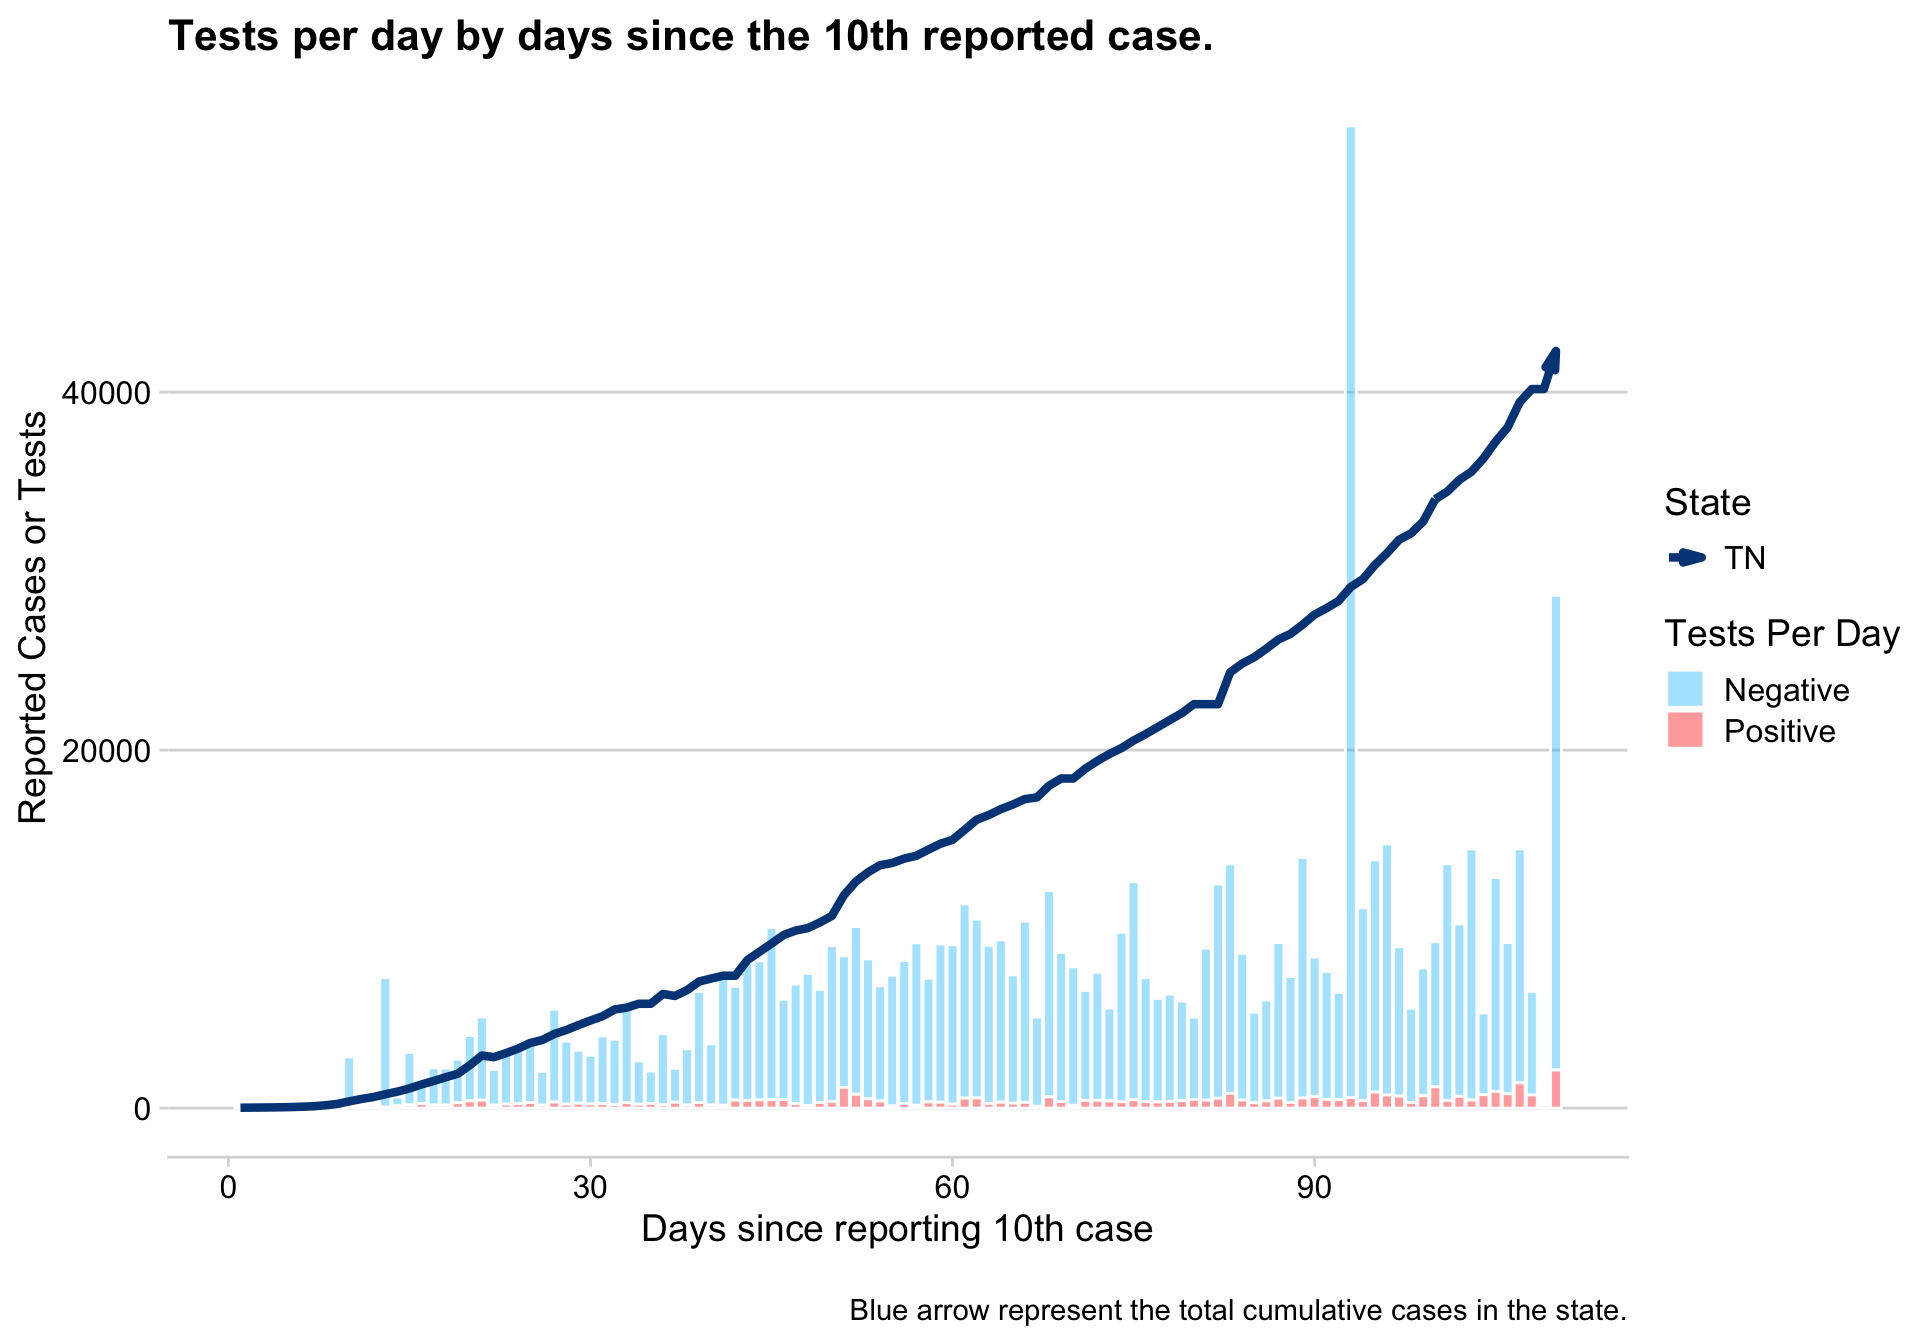 Tests per day by days since the 10th reported case.
Reported Cases or Tests
40000
20000
0
0 30 60 90
Days since reporting 10th case
State
TN
Tests Per Day
Negative
Positive
Blue arrow represent the total cumulative cases in the state.